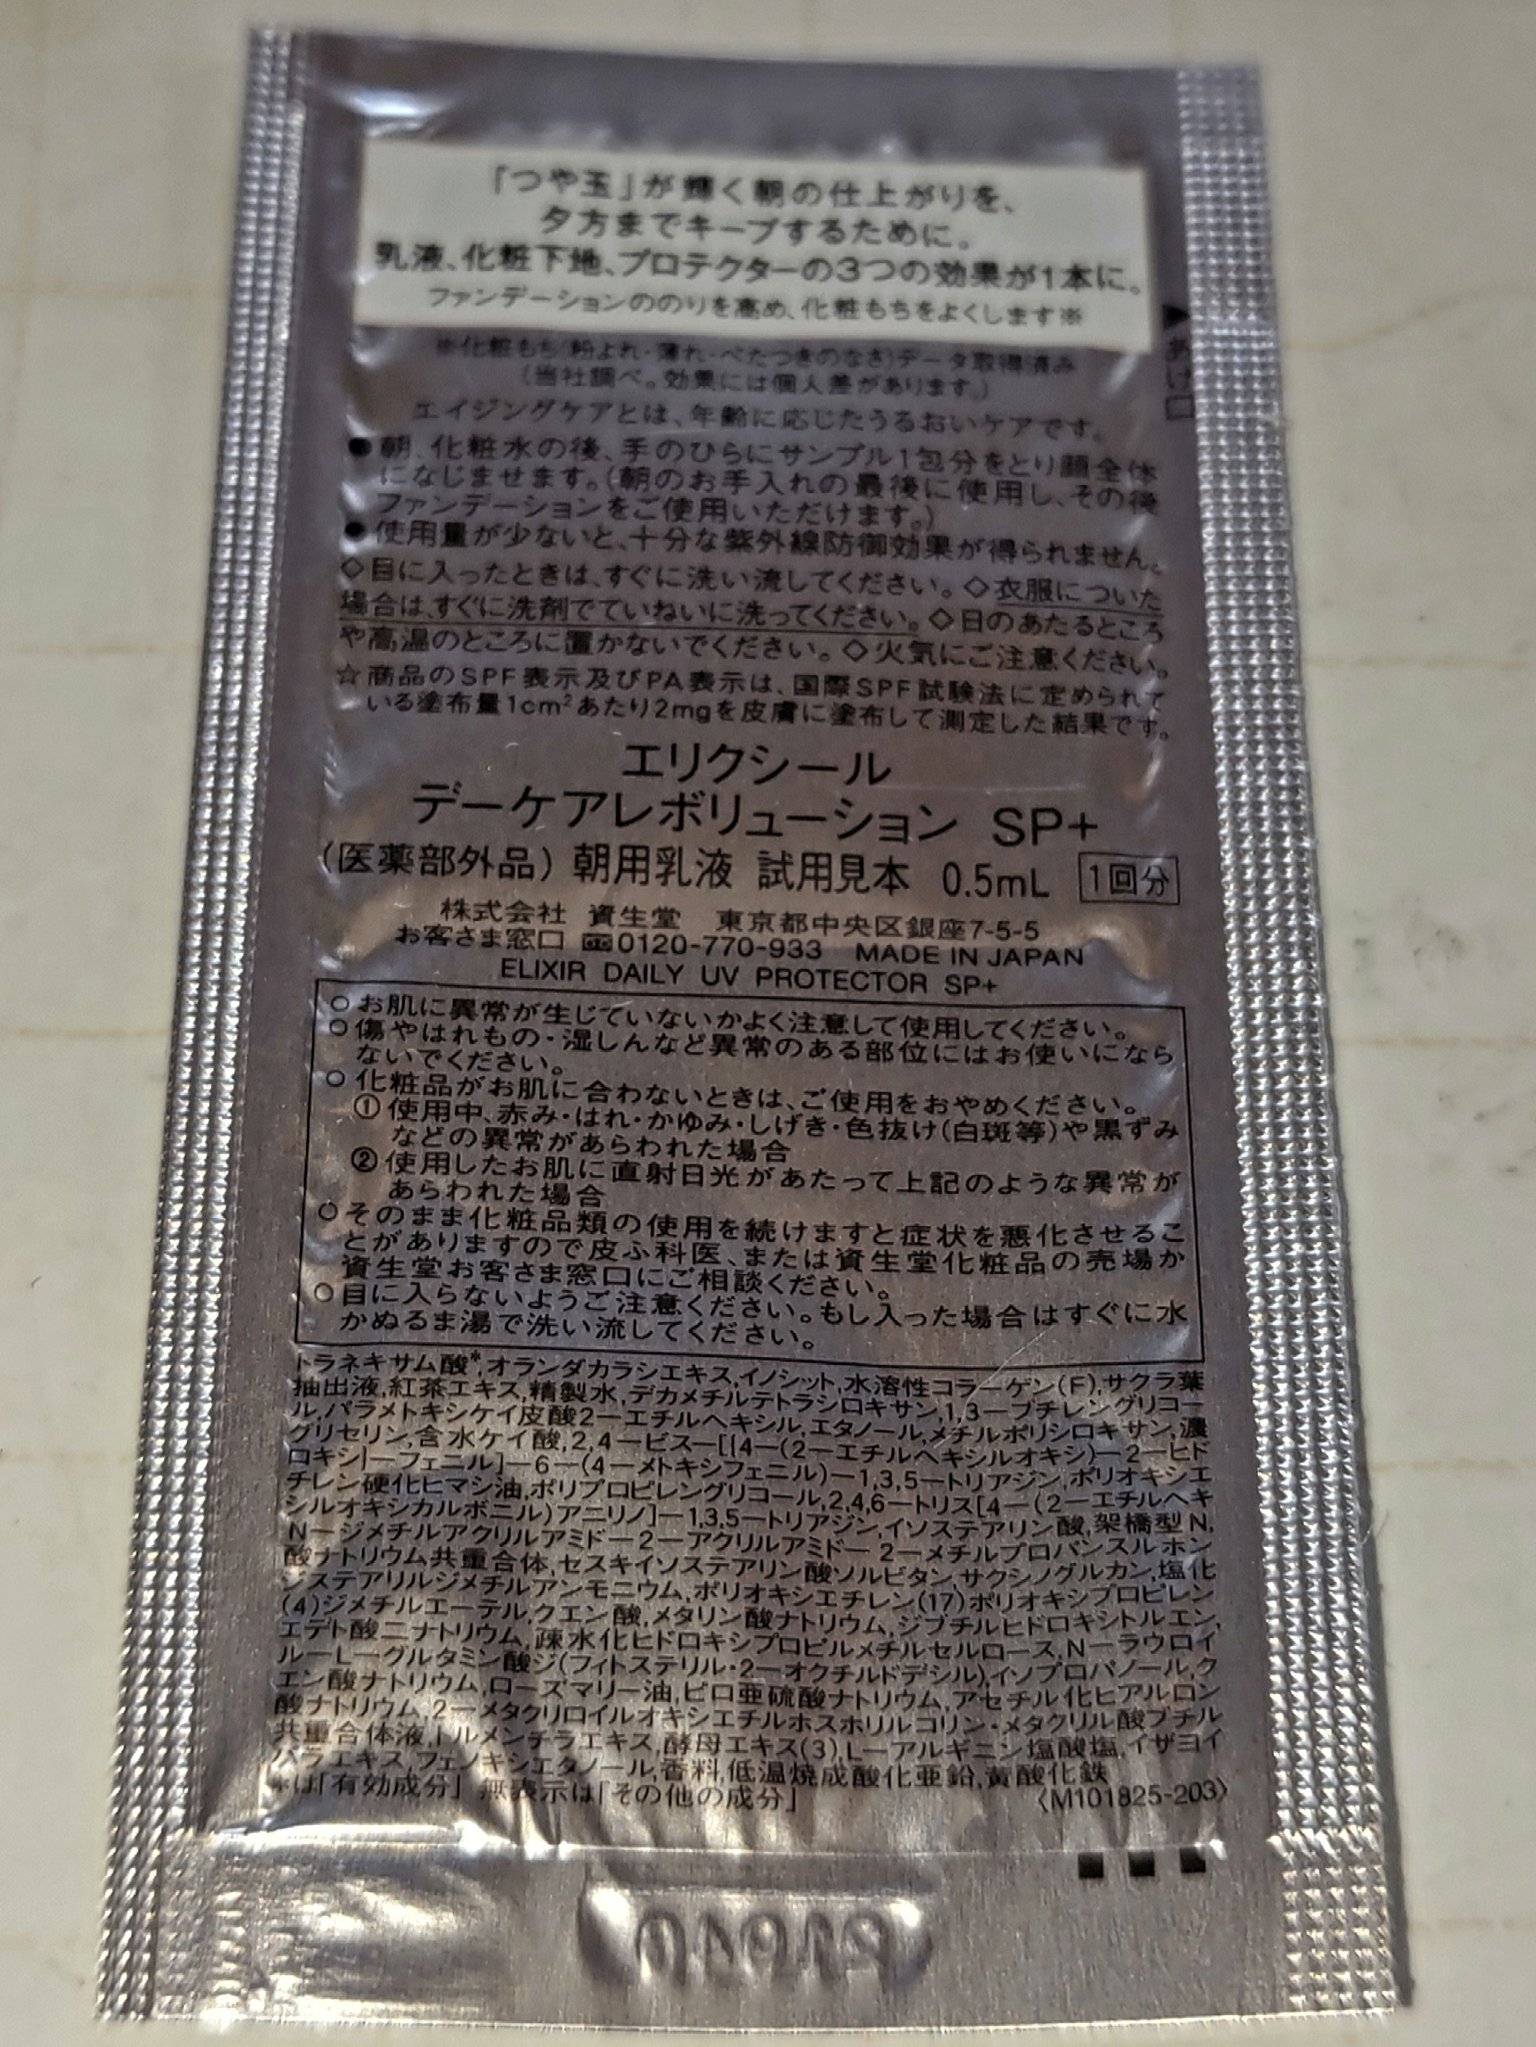 「つや玉」が輝く朝の仕上がりを、
夕方までキープするために。
乳液、化粧下地、プロテクターの3つの効果が1本に。
ファンデーションののりを高め、化粧もちをよくします※
※化粧もち(粉よれ・薄れ・べたつきのなさ)データ取得済み
(当社調べ。効果には個人差があります。)
エイジングケアとは、年齢に応じたうるおいケアです。
●朝、化粧水の後、手のひらにサンプル1包分をとり顔全体
になじませます。(朝のお手入れの最後に使用し、その後
ファンデーションをご使用いただけます。)
●使用量が少ないと、十分な紫外線防御効果が得られません。
◇目に入ったときは、すぐに洗い流してください。◇衣服についた
場合は、すぐに洗剤でていねいに洗ってください。◇日のあたるところ
や高温のところに置かないでください。◇火気にご注意ください。
☆商品のSPF表示及びPA表示は、国際SPF試験法に定められて
いる塗布量1cm²あたり2mgを皮膚に塗布して測定した結果です。
エリクシール
デーケアレボリューション SP+
(医薬部外品) 朝用乳液 試用見本 0.5mL 1回分
株式会社 資生堂 東京都中央区銀座7-5-5
お客さま窓口 0120-770-933 MADE IN JAPAN
ELIXIR DAILY UV PROTECTOR SP+
○お肌に異常が生じていないかよく注意して使用してください。
○傷やはれもの・湿しんなど異常のある部位にはお使いになら
ないでください。
○化粧品がお肌に合わないときは、ご使用をおやめください。
①使用中、赤み・はれ・かゆみ・しげき・色抜け(白斑等)や黒ずみ
などの異常があらわれた場合
②使用したお肌に直射日光があたって上記のような異常が
あらわれた場合
○そのまま化粧品類の使用を続けますと症状を悪化させるこ
とがありますので皮ふ科医、または資生堂化粧品の売場か
資生堂お客さま窓口にご相談ください。
○目に入らないようご注意ください。もし入った場合はすぐに水
かぬるま湯で洗い流してください。
トラネキサム酸*,オランダカラシエキス,イノシット,水溶性コラーゲン(F),サクラ葉
抽出液,紅茶エキス,精製水,デカメチルテトラシロキサン,1,3-ブチレングリコー
ル,パラメトキシケイ皮酸2-エチルヘキシル,エタノール,メチルポリシロキサン,濃
グリセリン,含水ケイ酸,2,4-ビス-[{4-(2-エチルヘキシルオキシ)-2-ヒド
ロキシ}-フェニル]-6-(4-メトキシフェニル)-1,3,5-トリアジン,ポリオキシエ
チレン硬化ヒマシ油,ポリプロピレングリコール,2,4,6-トリス[4-(2-エチルヘキ
シルオキシカルボニル)アニリノ]-1,3,5-トリアジン,イソステアリン酸,架橋型N,
N-ジメチルアクリルアミド-2-アクリルアミド-2-メチルプロパンスルホン
酸ナトリウム共重合体,セスキイソステアリン酸ソルビタン,サクシノグルカン,塩化
ジステアリルジメチルアンモニウム,ポリオキシエチレン(17)ポリオキシプロピレン
(4)ジメチルエーテル,クエン酸,メタリン酸ナトリウム,ジブチルヒドロキシトルエン,
エデト酸二ナトリウム,疎水化ヒドロキシプロピルメチルセルロース,N-ラウロイ
ル-L-グルタミン酸ジ(フィトステリル・2-オクチルドデシル),イソプロパノール,ク
エン酸ナトリウム,ローズマリー油,ピロ亜硫酸ナトリウム,アセチル化ヒアルロン
酸ナトリウム,2-メタクリロイルオキシエチルホスホリルコリン・メタクリル酸ブチル
共重合体液,トルメンチラエキス,酵母エキス(3),L-アルギニン塩酸塩,イザヨイ
バラエキス,フェノキシエタノール,香料,低温焼成酸化亜鉛,黄酸化鉄
*は「有効成分」 無表示は「その他の成分」 〈M101825-203〉